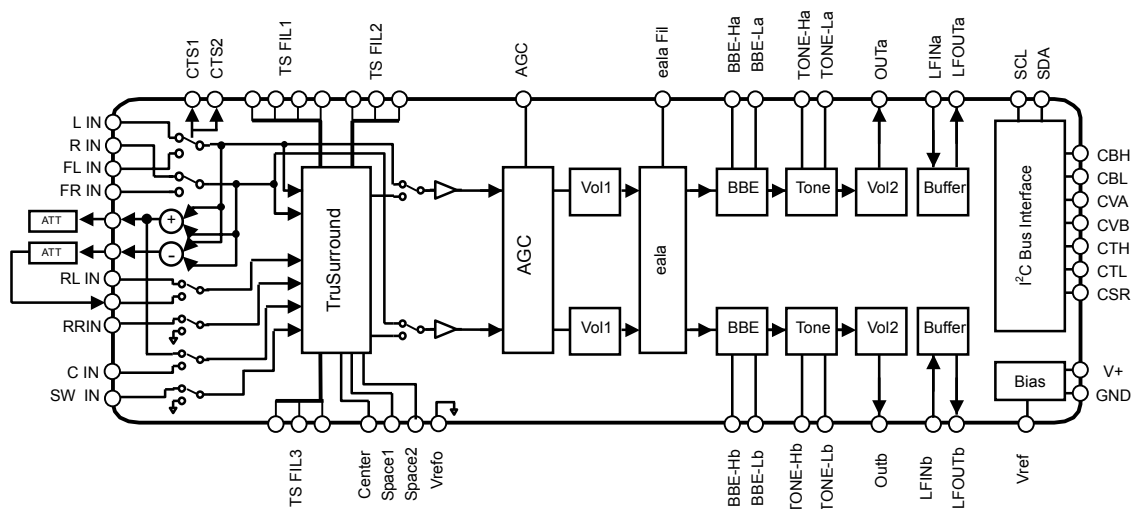 CTS1
CTS2
TS FIL1
TS FIL2
AGC
eala Fil
BBE-Ha
BBE-La
TONE-Ha
TONE-La
OUTa
LFINa
LFOUTa
SCL
SDA
L IN
R IN
FL IN
FR IN
ATT
ATT
RL IN
RRIN
C IN
SW IN
+
-
TruSurround
AGC
Vol1
Vol1
eala
BBE
Tone
Vol2
Buffer
BBE
Tone
Vol2
Buffer
I²C Bus Interface
Bias
CBH
CBL
CVA
CVB
CTH
CTL
CSR
V+
GND
TS FIL3
Center
Space1
Space2
Vrefo
BBE-Hb
BBE-Lb
TONE-Hb
TONE-Lb
Outb
LFINb
LFOUTb
Vref